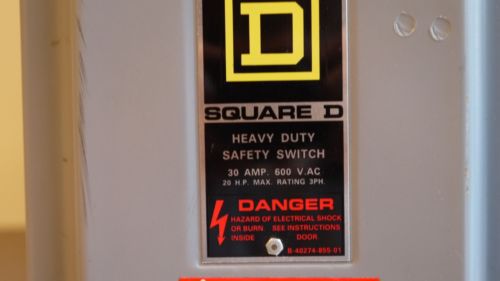 D
SQUARE D
HEAVY DUTY
SAFETY SWITCH
30 AMP. 600 V.AC
20 H.P. MAX. RATING 3PH.
DANGER
HAZARD OF ELECTRICAL SHOCK
OR BURN. SEE INSTRUCTIONS
INSIDE DOOR.
B-40274-855-01